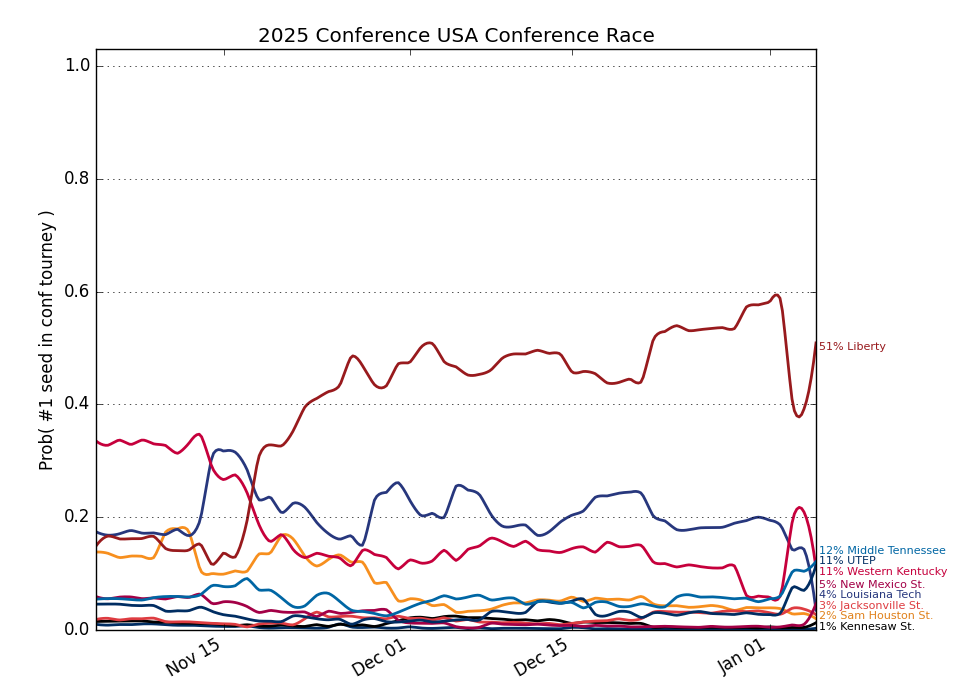 2025 Conference USA Conference Race
Prob( #1 seed in conf tourney )
1.0
0.8
0.6
0.4
0.2
0.0
Nov 15
Dec 01
Dec 15
Jan 01
51% Liberty
12% Middle Tennessee
11% UTEP
11% Western Kentucky
5% New Mexico St.
4% Louisiana Tech
3% Jacksonville St.
2% Sam Houston St.
1% Kennesaw St.